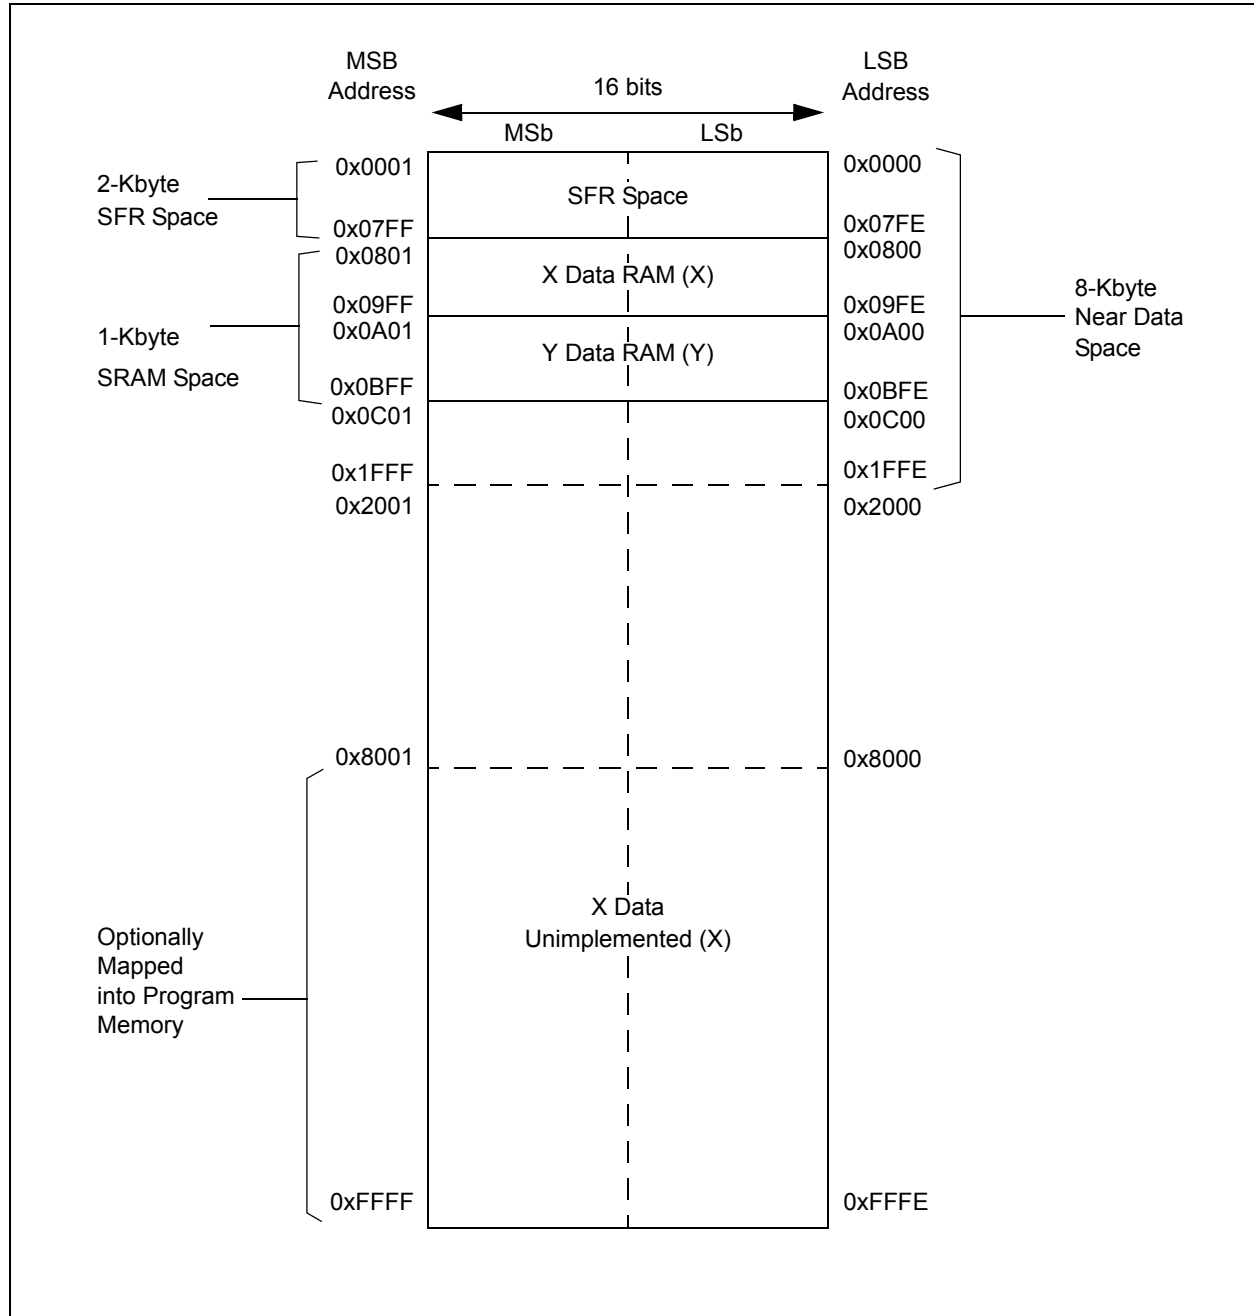 MSB
Address
LSB
Address
16 bits
MSb
LSb
0x0001
0x0000
2-Kbyte
SFR Space
SFR Space
0x07FF
0x07FE
0x0801
0x0800
X Data RAM (X)
0x09FF
0x09FE
0x0A01
0x0A00
1-Kbyte
SRAM Space
Y Data RAM (Y)
8-Kbyte
Near Data
Space
0x0BFF
0x0BFE
0x0C01
0x0C00
0x1FFF
0x1FFE
0x2001
0x2000
0x8001
0x8000
X Data
Unimplemented (X)
Optionally
Mapped
into Program
Memory
0xFFFF
0xFFFE